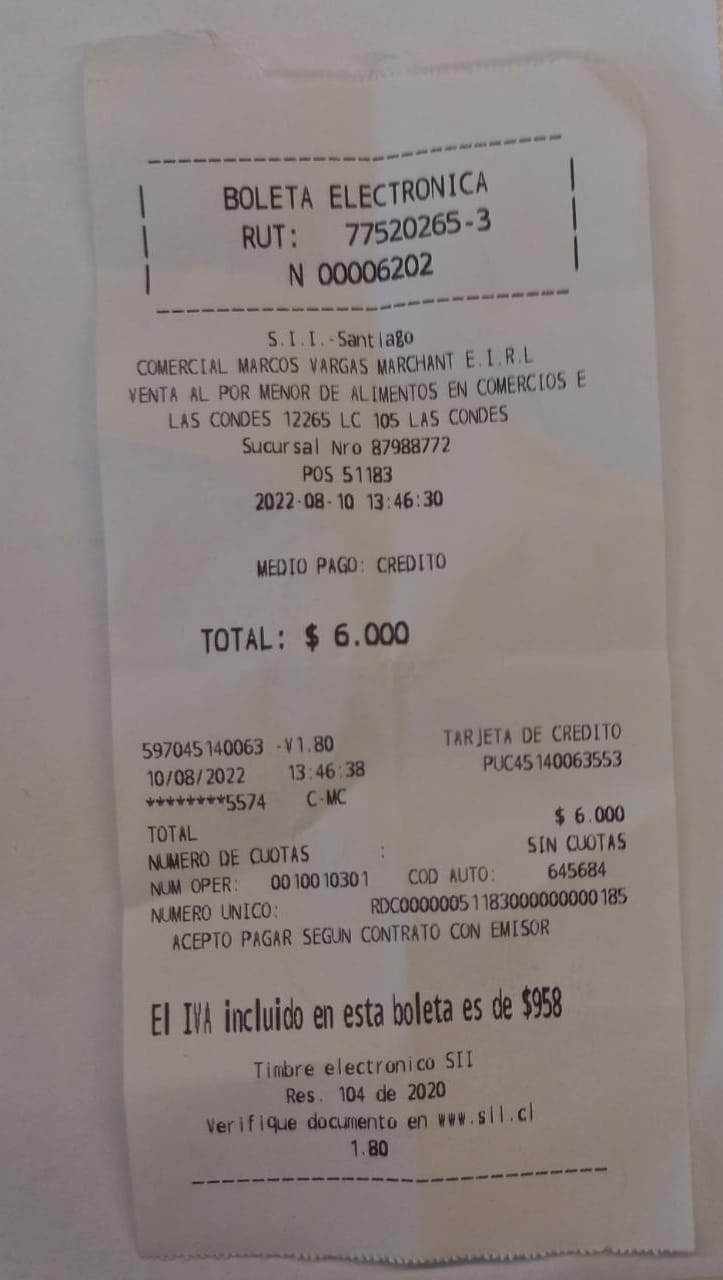 BOLETA ELECTRONICA
RUT: 77520265-3
N 00006202
S.I.I.-Santiago
COMERCIAL MARCOS VARGAS MARCHANT E.I.R.L
VENTA AL POR MENOR DE ALIMENTOS EN COMERCIOS E
LAS CONDES 12265 LC 105 LAS CONDES
Sucursal Nro 87988772
POS 51183
2022-08-10 13:46:30
MEDIO PAGO: CREDITO
TOTAL: $ 6.000
597045140063 -V1.80 TARJETA DE CREDITO
10/08/2022 13:46:38 PUC45140063553
********5574 C-MC
TOTAL $ 6.000
NUMERO DE CUOTAS : SIN CUOTAS
NUM OPER: 0010010301 COD AUTO: 645684
NUMERO UNICO: RDC00000051183000000000185
ACEPTO PAGAR SEGUN CONTRATO CON EMISOR
El IVA incluido en esta boleta es de $958
Timbre electronico SII
Res. 104 de 2020
Verifique documento en www.sii.cl
1.80